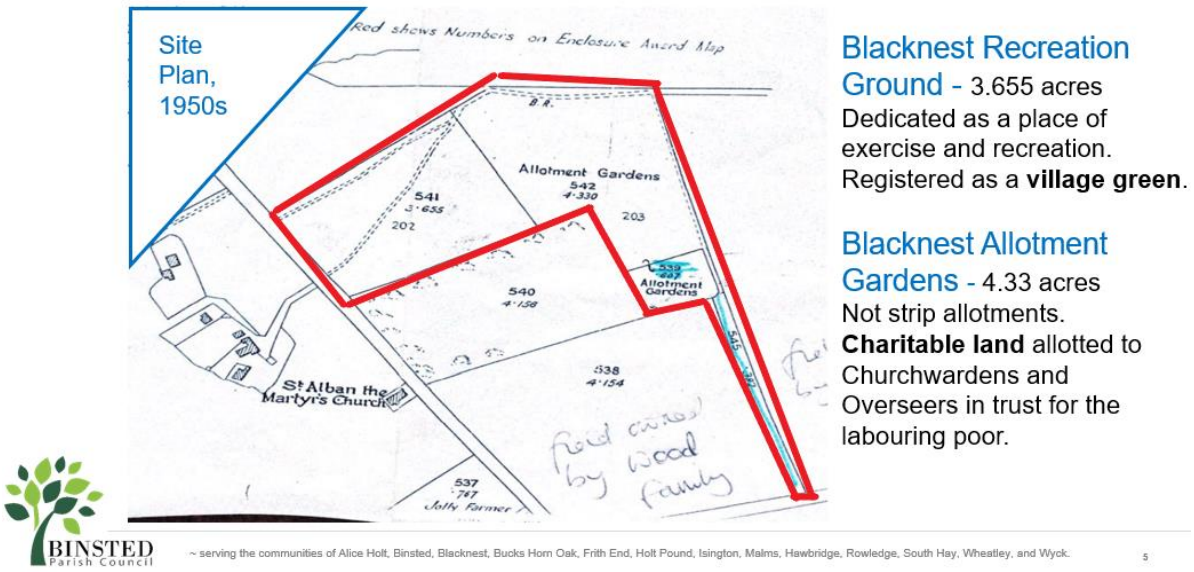 Site
Plan,
1950s
Red shows Numbers on Enclosure Award Map
B.R.
Allotment Gardens
542
4·330
541
3·655
202
203
539
·667
Allotment
Gardens
540
4·158
545
·382
538
4·154
St Alban the
Martyr's Church
field owned
by Wood
family
537
·767
Jolly Farmer
Blacknest Recreation
Ground - 3.655 acres
Dedicated as a place of
exercise and recreation.
Registered as a village green.
Blacknest Allotment
Gardens - 4.33 acres
Not strip allotments.
Charitable land allotted to
Churchwardens and
Overseers in trust for the
labouring poor.
BINSTED
Parish Council
~ serving the communities of Alice Holt, Binsted, Blacknest, Bucks Horn Oak, Frith End, Holt Pound, Isington, Malms, Hawbridge, Rowledge, South Hay, Wheatley, and Wyck.
5